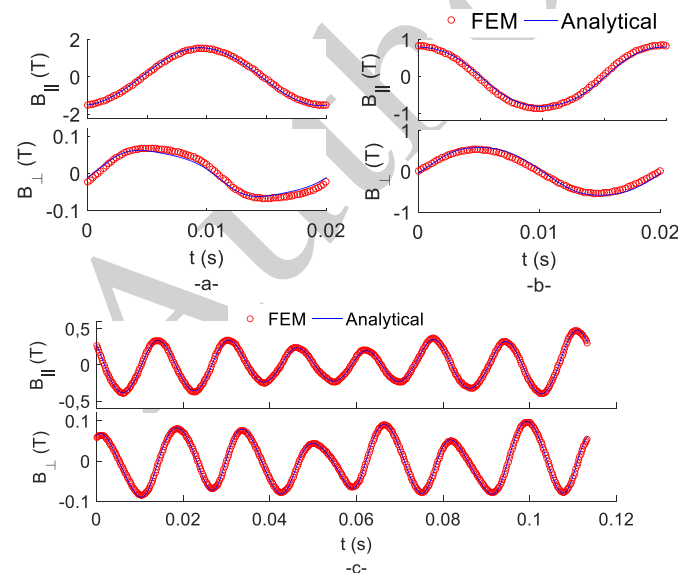 FEM Analytical
2
0
-2
B|| (T)
0.1
0
-0.1
B⊥ (T)
0 0.01 0.02
t (s)
-a-
1
0
-1
B|| (T)
1
0
-1
B⊥ (T)
0 0.01 0.02
t (s)
-b-
FEM Analytical
0,5
0
-0,5
B|| (T)
0.1
0
-0.1
B⊥ (T)
0 0.02 0.04 0.06 0.08 0.1 0.12
t (s)
-c-